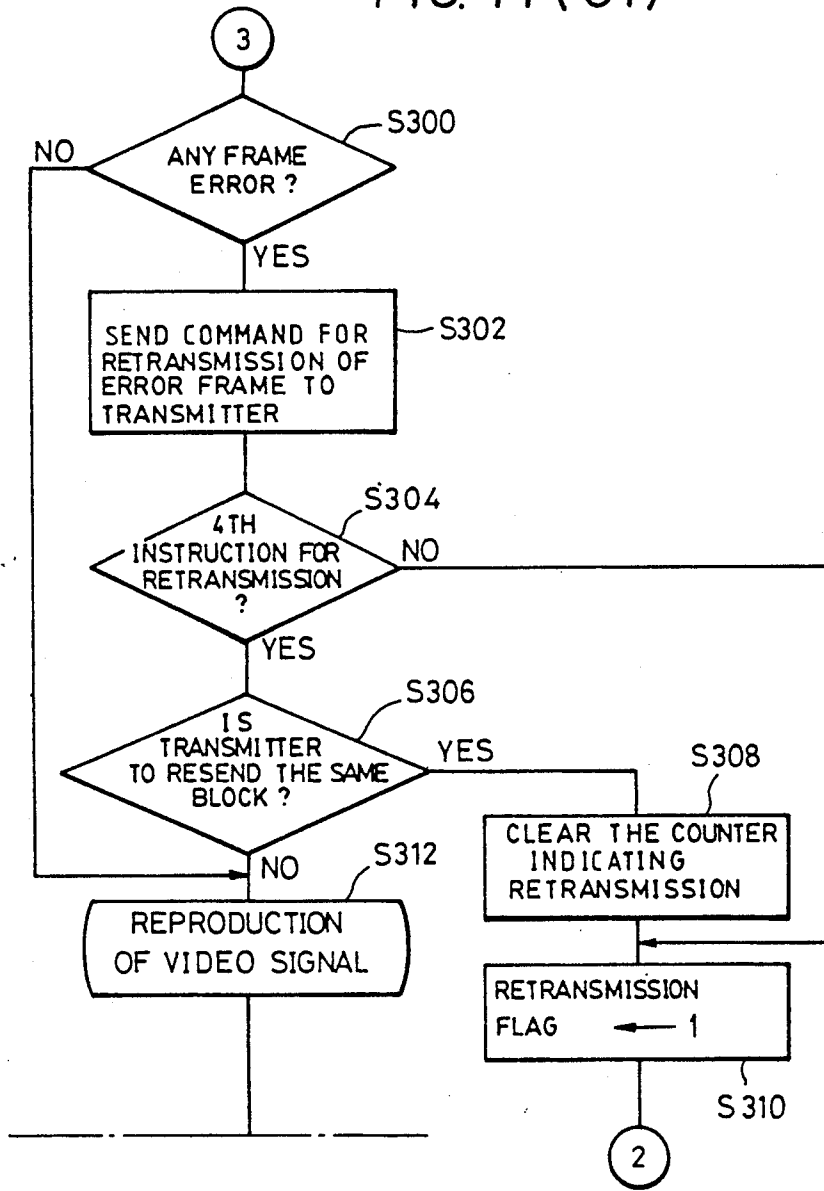 3
S300
NO
ANY FRAME
ERROR ?
YES
SEND COMMAND FOR
RETRANSMISSION OF
ERROR FRAME TO
TRANSMITTER
S302
S304
4TH
INSTRUCTION FOR
RETRANSMISSION
?
NO
YES
S306
IS
TRANSMITTER
TO RESEND THE SAME
BLOCK ?
YES
S308
CLEAR THE COUNTER
INDICATING
RETRANSMISSION
NO
S312
REPRODUCTION
OF VIDEO SIGNAL
RETRANSMISSION
FLAG ← 1
S310
2